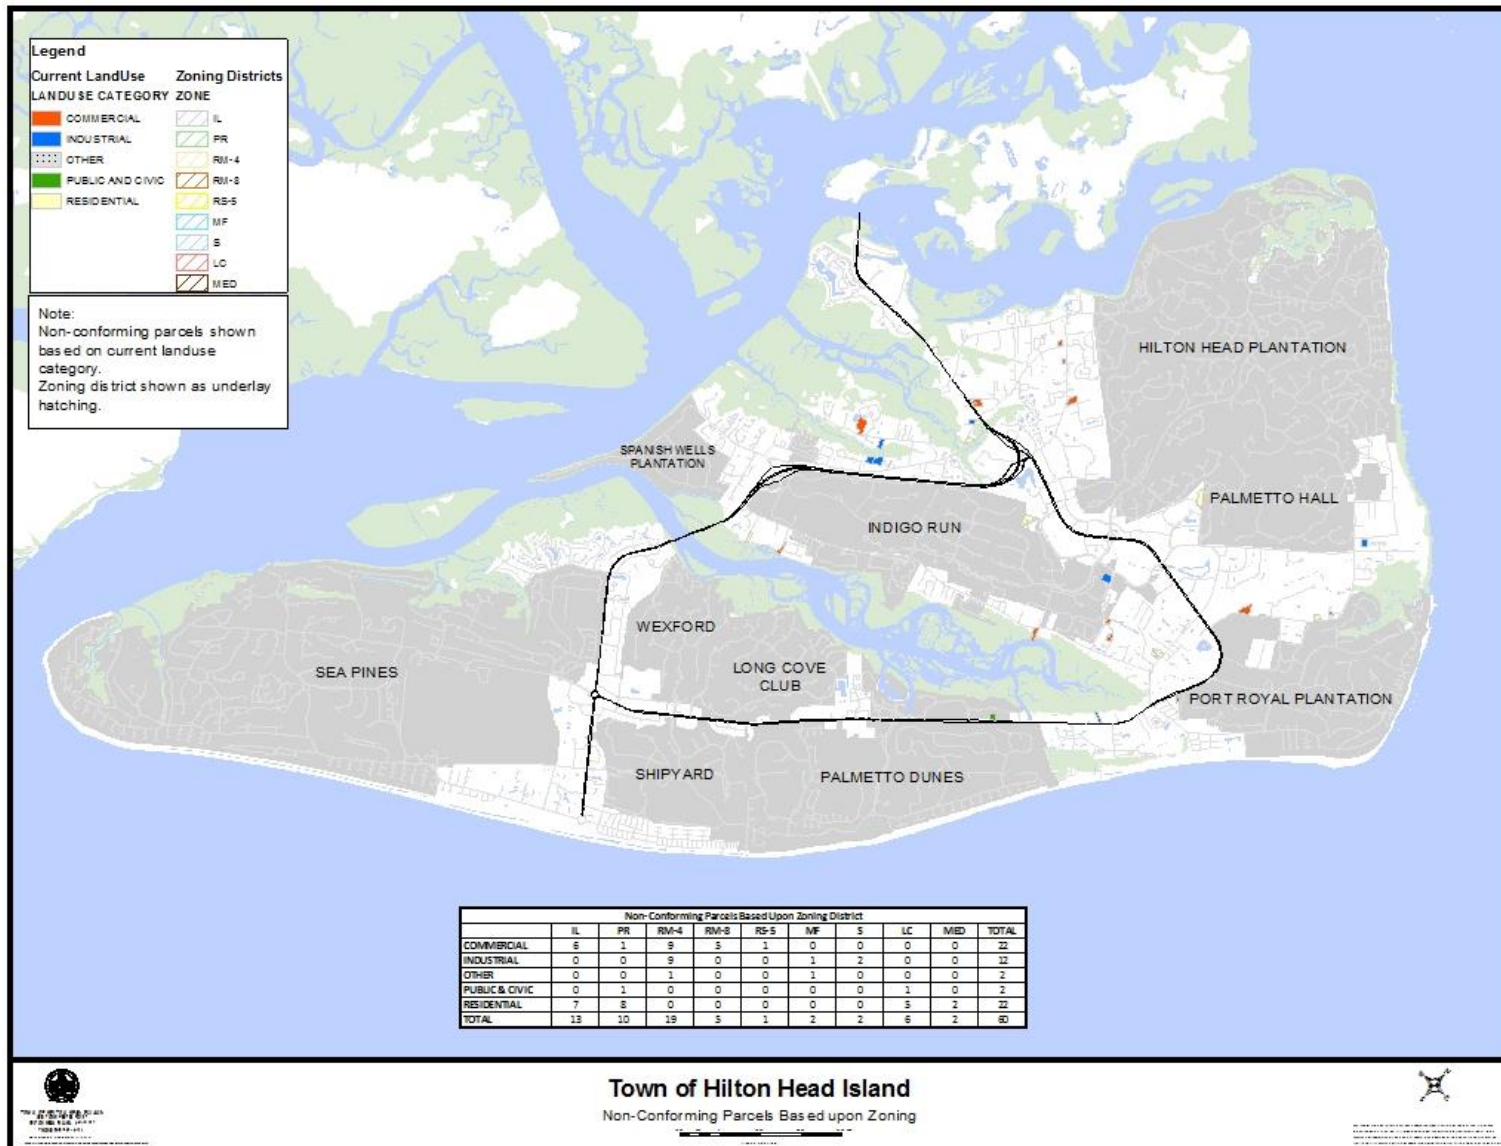 Legend
Current LandUse Zoning Districts
LANDUSE CATEGORY ZONE
COMMERCIAL IL
INDUSTRIAL PR
OTHER RM-4
PUBLIC AND CIVIC RM-8
RESIDENTIAL RS-5
MF
S
LC
MED
Note:
Non-conforming parcels shown
based on current landuse
category.
Zoning district shown as underlay
hatching.
HILTON HEAD PLANTATION
SPANISH WELLS
PLANTATION
PALMETTO HALL
INDIGO RUN
WEXFORD
SEA PINES
LONG COVE
CLUB
PORT ROYAL PLANTATION
SHIPYARD
PALMETTO DUNES
Non-Conforming Parcels Based Upon Zoning District
IL PR RM-4 RM-8 RS-5 MF S LC MED TOTAL
COMMERCIAL 6 1 9 5 1 0 0 0 0 22
INDUSTRIAL 0 0 9 0 0 1 2 0 0 12
OTHER 0 0 1 0 0 1 0 0 0 2
PUBLIC & CIVIC 0 1 0 0 0 0 0 1 0 2
RESIDENTIAL 7 8 0 0 0 0 0 5 2 22
TOTAL 13 10 19 5 1 2 2 6 2 60
Town of Hilton Head Island
Non-Conforming Parcels Based upon Zoning